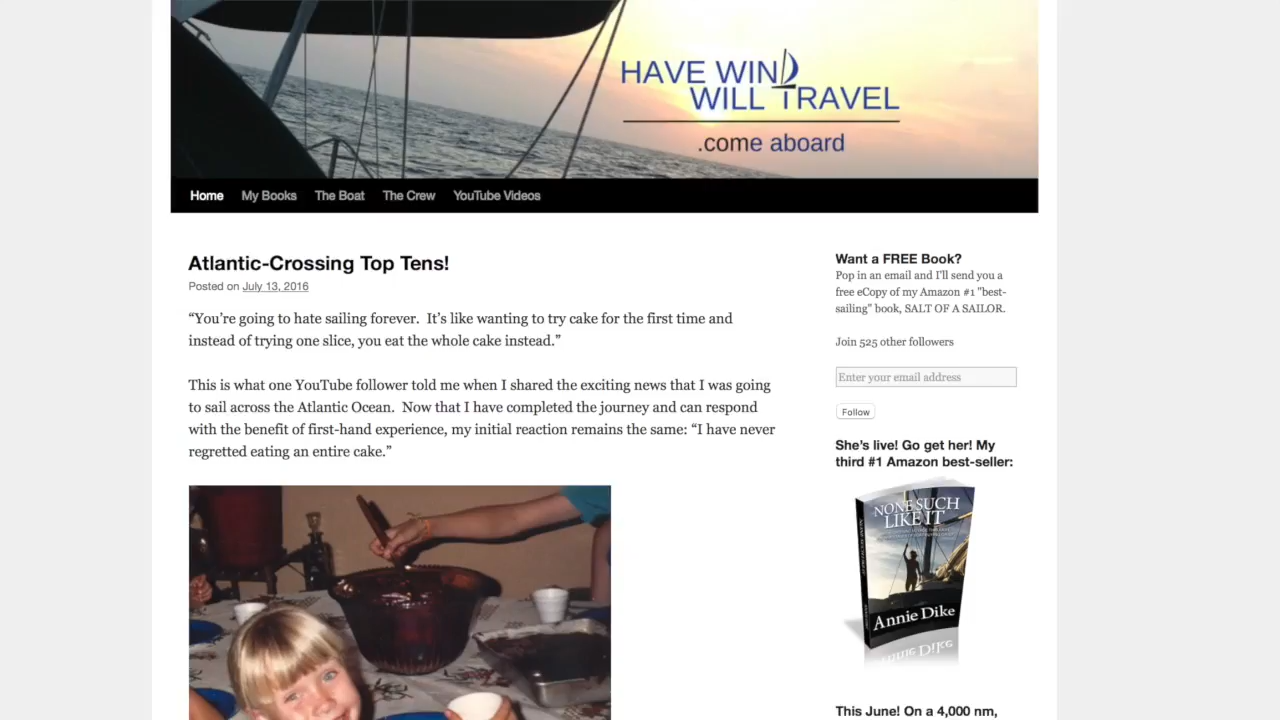 HAVE WIND
WILL TRAVEL
.come aboard
Home My Books The Boat The Crew YouTube Videos
Atlantic-Crossing Top Tens!
Posted on July 13, 2016
“You’re going to hate sailing forever. It’s like wanting to try cake for the first time and
instead of trying one slice, you eat the whole cake instead.”
This is what one YouTube follower told me when I shared the exciting news that I was going
to sail across the Atlantic Ocean. Now that I have completed the journey and can respond
with the benefit of first-hand experience, my initial reaction remains the same: “I have never
regretted eating an entire cake.”
Want a FREE Book?
Pop in an email and I'll send you a
free eCopy of my Amazon #1 "best-
sailing" book, SALT OF A SAILOR.
Join 525 other followers
Enter your email address
Follow
She’s live! Go get her! My
third #1 Amazon best-seller:
NONE SUCH
LIKE IT
Annie Dike
This June! On a 4,000 nm,